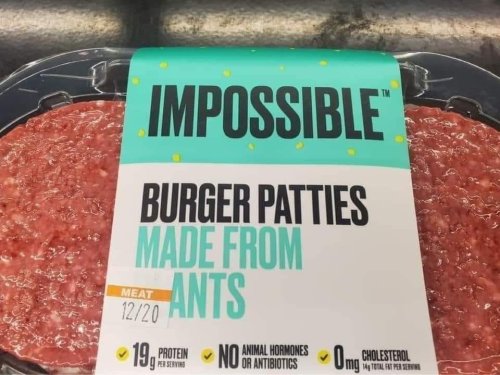 IMPOSSIBLE™
BURGER PATTIES
MADE FROM
ANTS
MEAT
12/20
19g PROTEIN
PER SERVING
NO ANIMAL HORMONES
OR ANTIBIOTICS
0mg CHOLESTEROL
14g TOTAL FAT PER SERVING